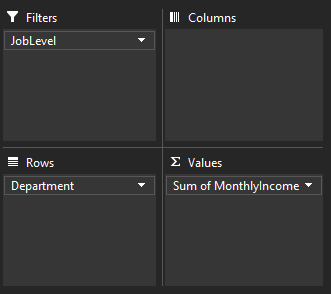 Filters
Columns
JobLevel
Rows
Σ Values
Department
Sum of MonthlyIncome